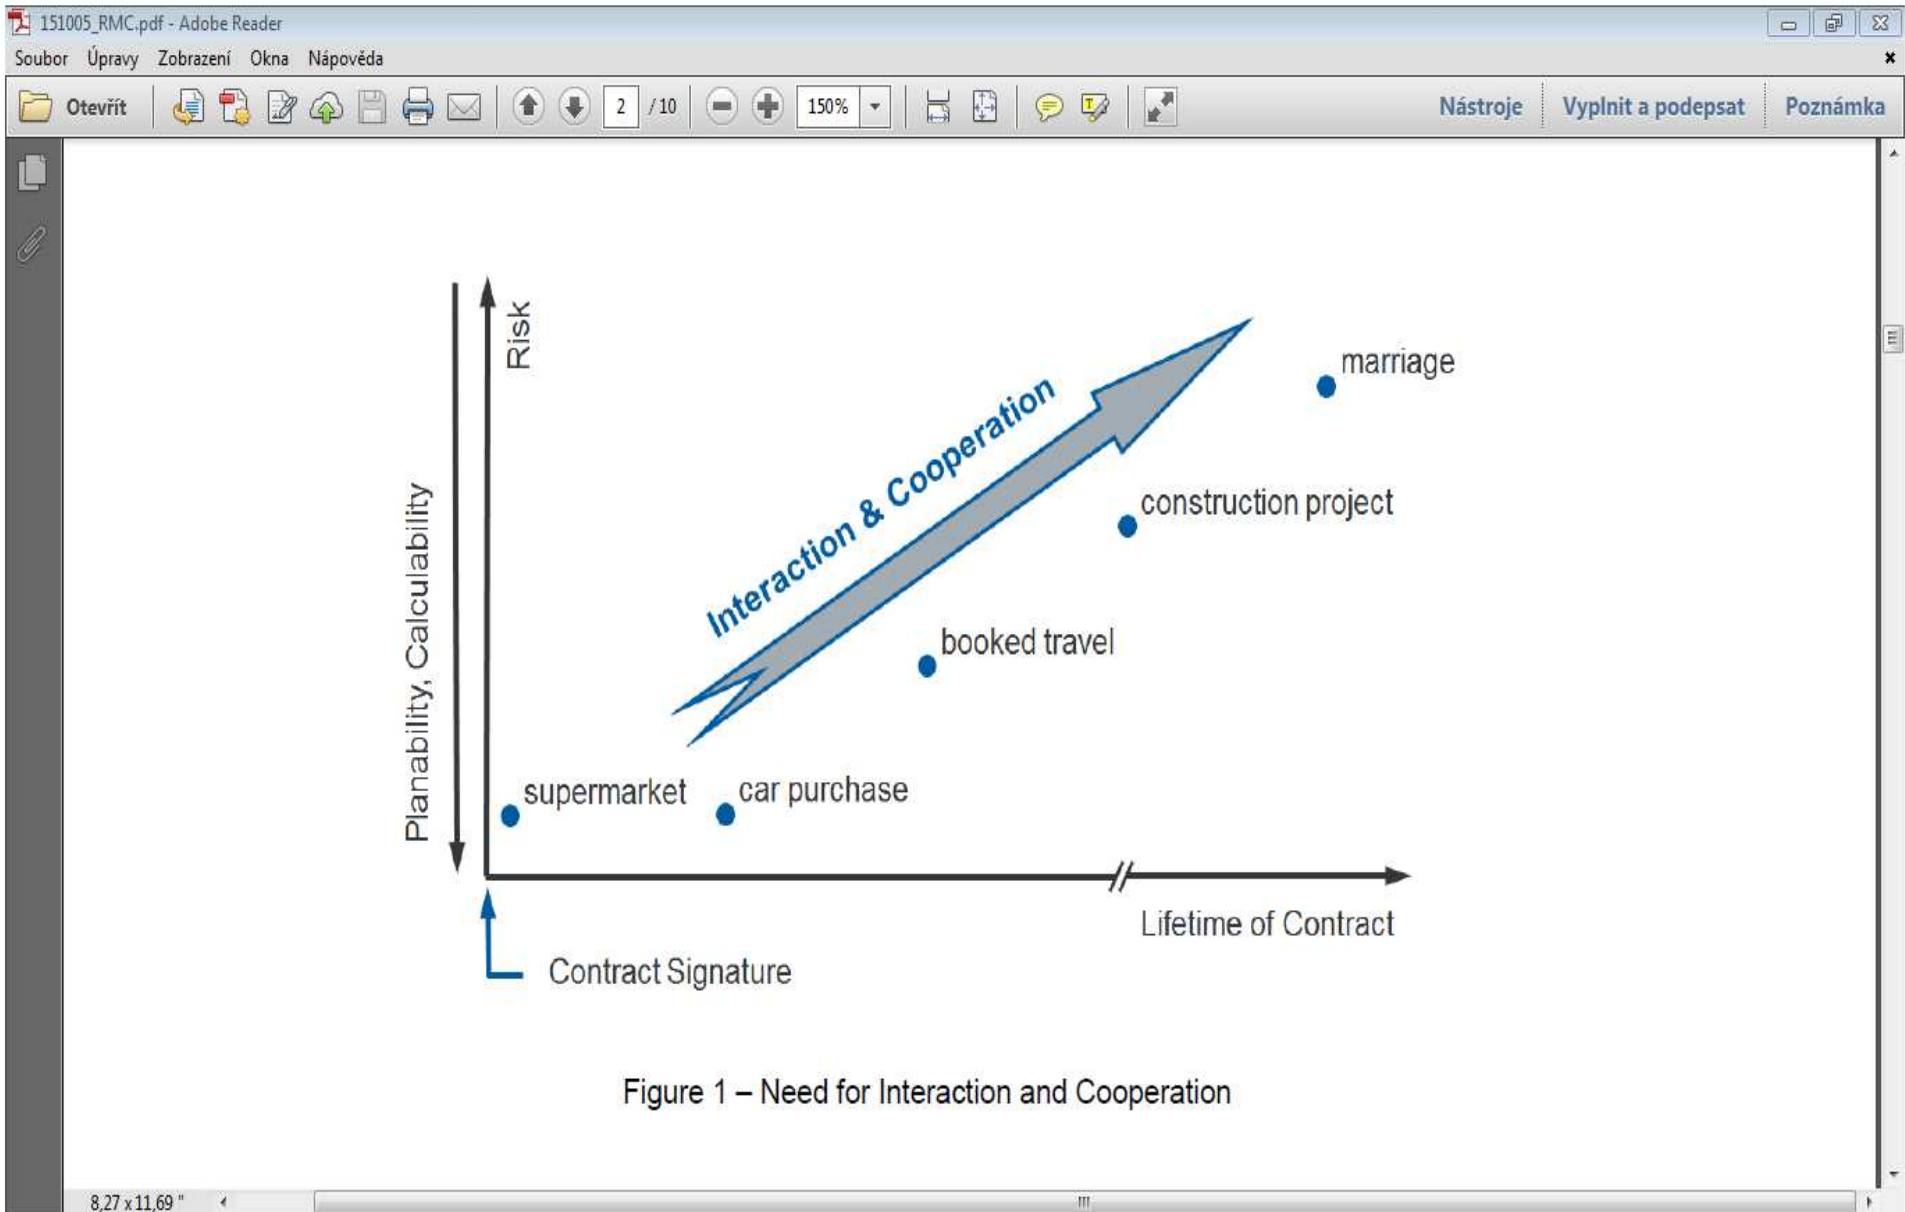 151005_RMC.pdf - Adobe Reader
Soubor Úpravy Zobrazení Okna Nápověda
Otevřít 2 / 10 150% Nástroje Vyplnit a podepsat Poznámka
Risk
Planability, Calculability
Interaction & Cooperation
marriage
construction project
booked travel
supermarket
car purchase
Lifetime of Contract
Contract Signature
Figure 1 – Need for Interaction and Cooperation
8,27 x 11,69 "